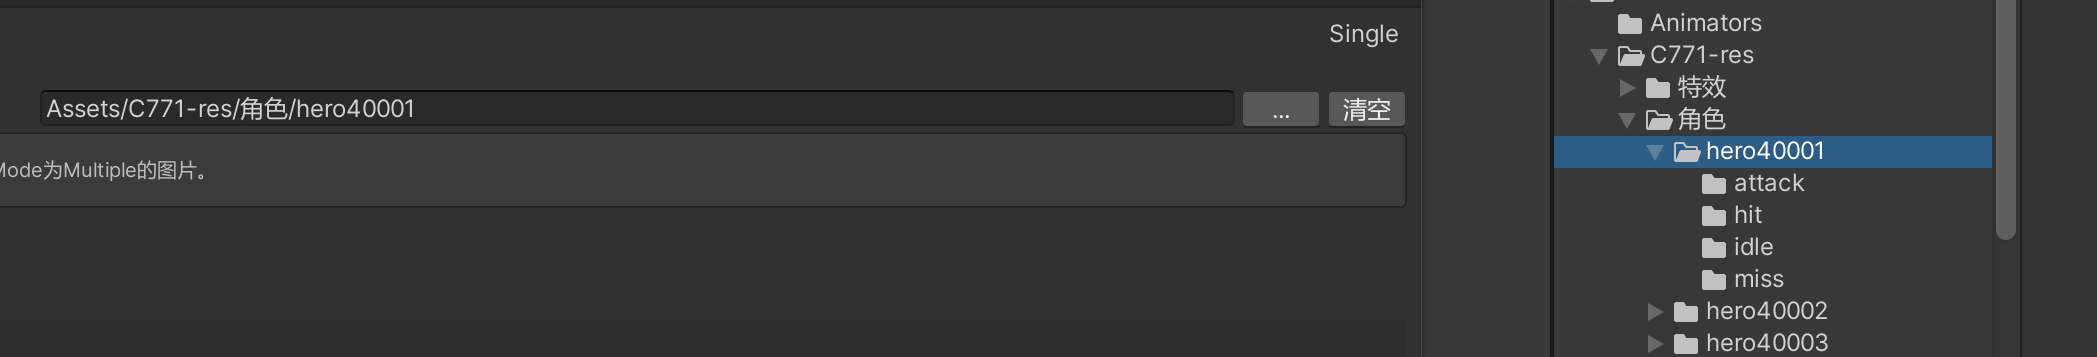 Single
Assets/C771-res/角色/hero40001
...
清空
Mode为Multiple的图片。
Animators
C771-res
特效
角色
hero40001
attack
hit
idle
miss
hero40002
hero40003